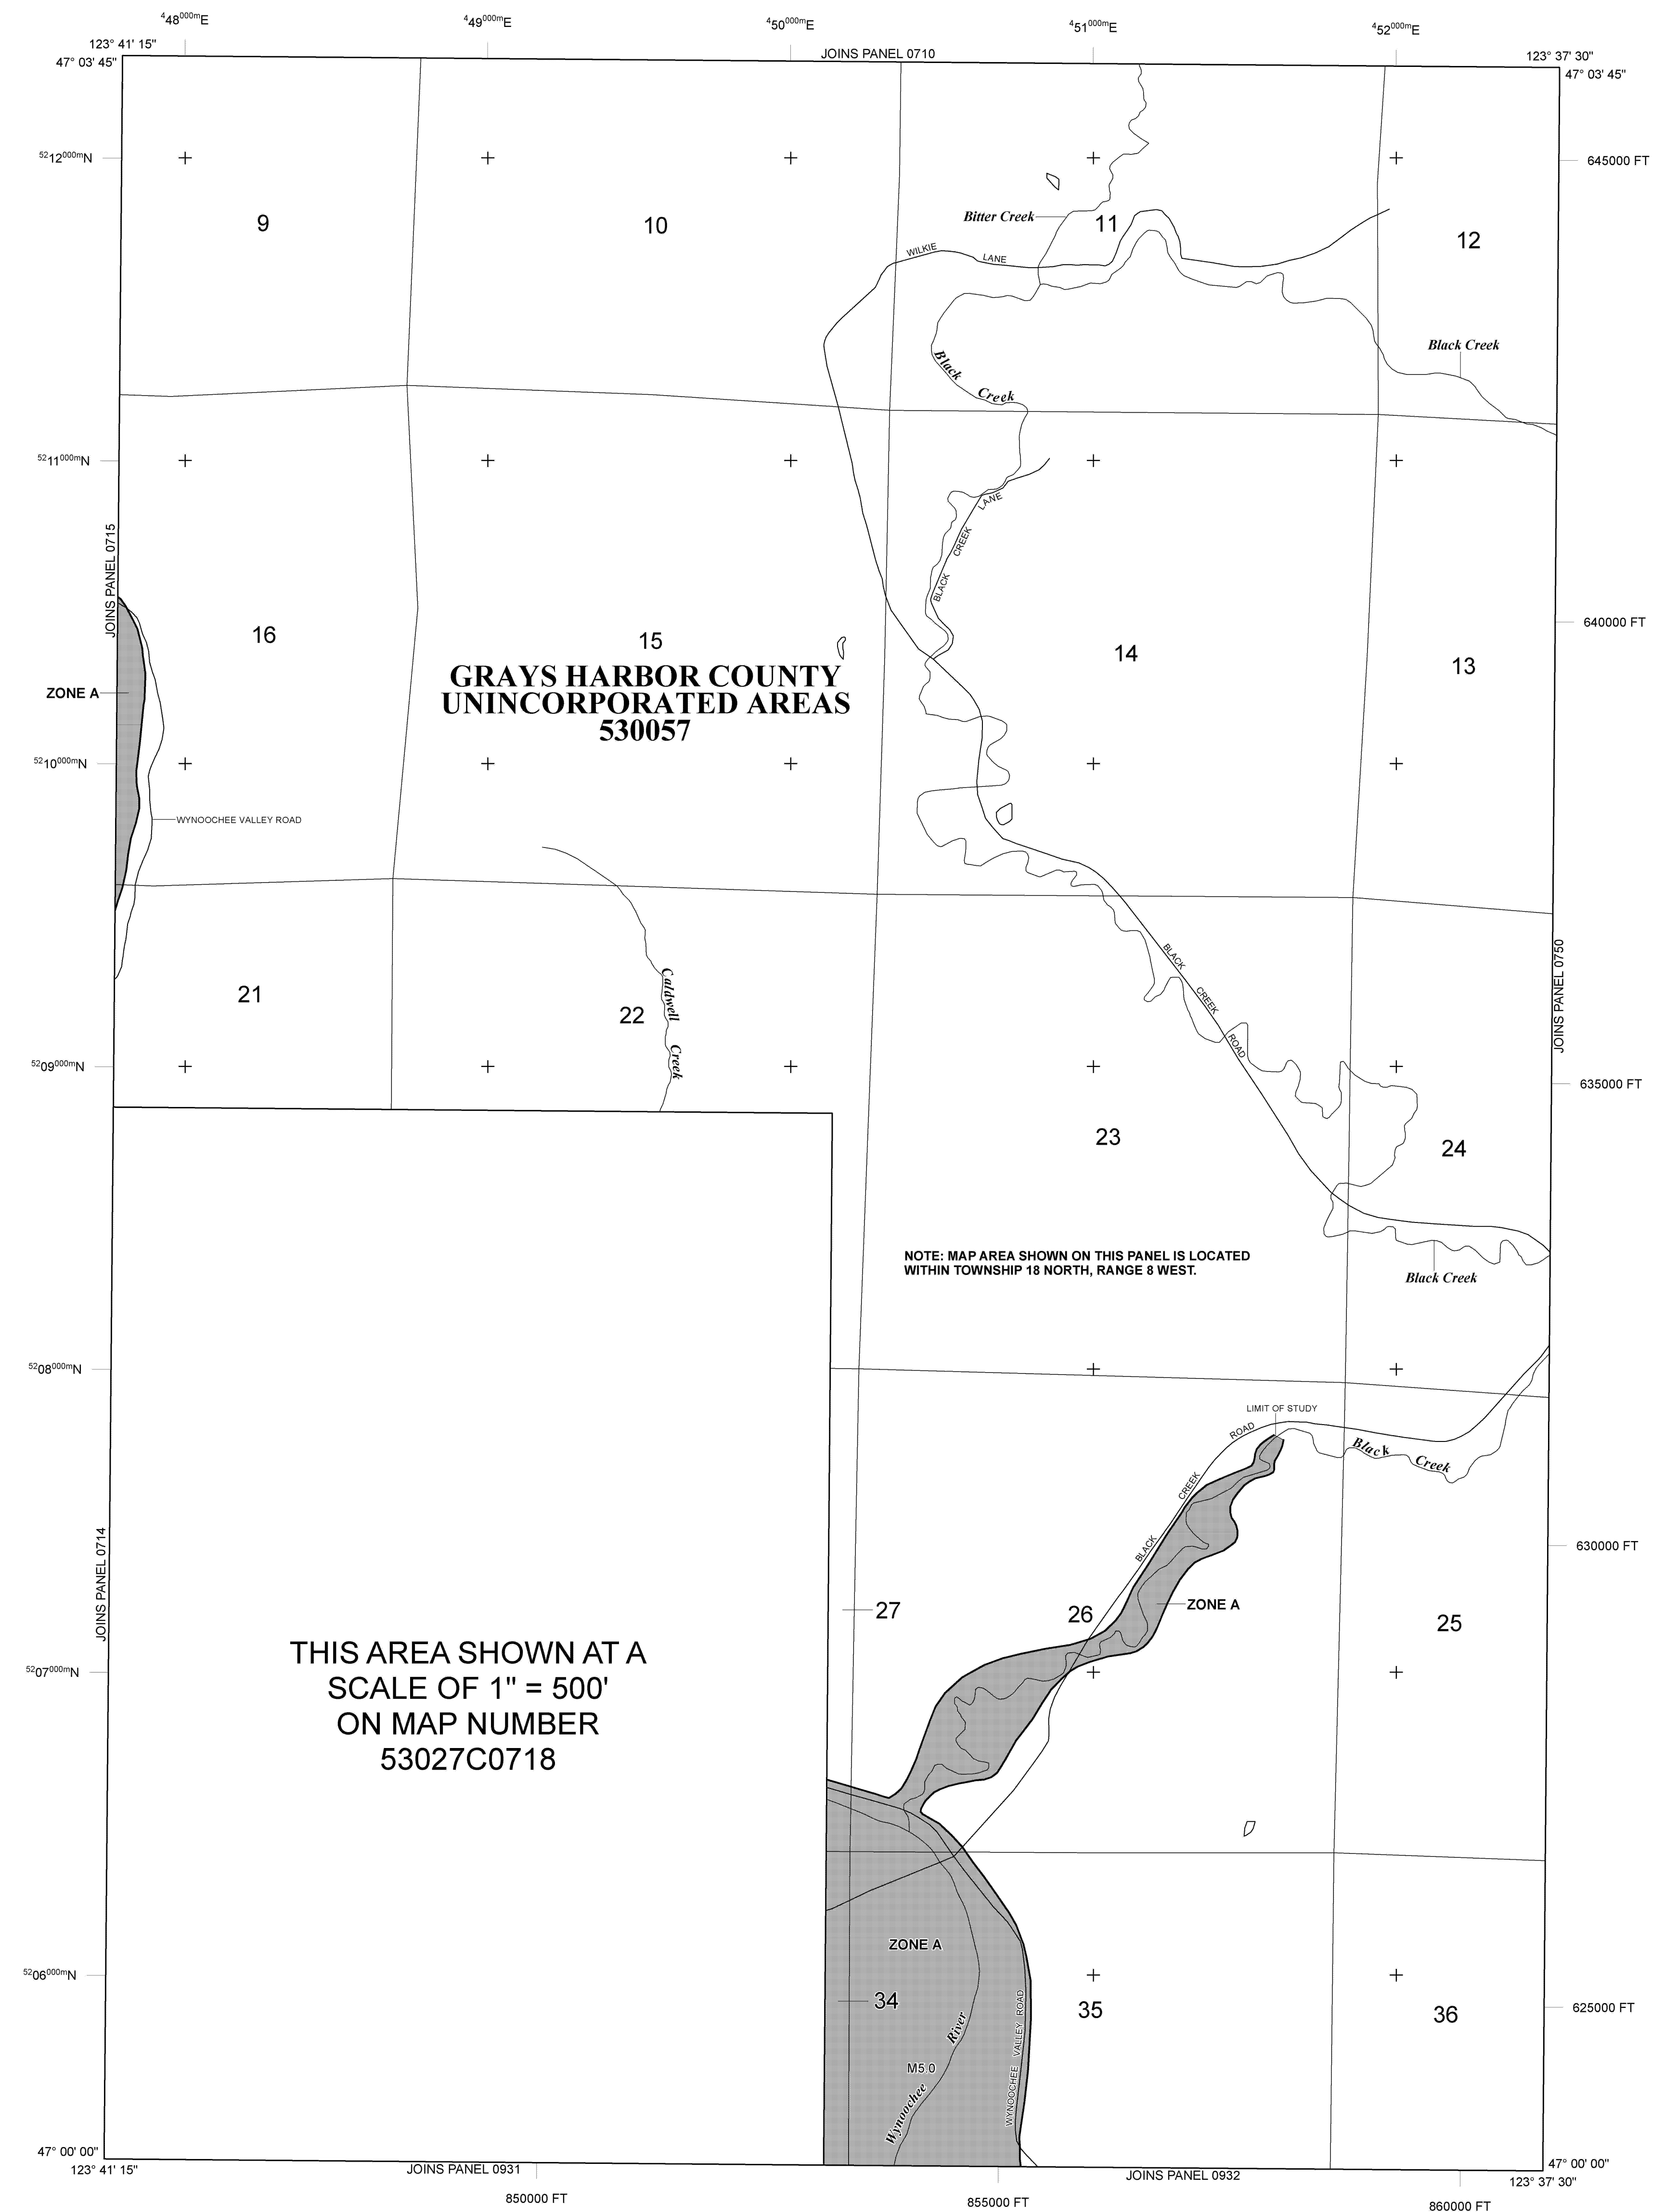 448000mE
449000mE
450000mE
451000mE
452000mE
123° 41' 15"
JOINS PANEL 0710
123° 37' 30"
47° 03' 45"
47° 03' 45"
5212000mN
645000 FT
9
10
Bitter Creek
11
12
WILKIE LANE
Black Creek
Black Creek
5211000mN
BLACK CREEK LANE
JOINS PANEL 0715
640000 FT
16
15
14
13
GRAYS HARBOR COUNTY
UNINCORPORATED AREAS
530057
ZONE A
5210000mN
WYNOOCHEE VALLEY ROAD
BLACK CREEK ROAD
JOINS PANEL 0750
21
22
Caldwell Creek
5209000mN
635000 FT
23
24
NOTE: MAP AREA SHOWN ON THIS PANEL IS LOCATED
WITHIN TOWNSHIP 18 NORTH, RANGE 8 WEST.
Black Creek
5208000mN
LIMIT OF STUDY
BLACK CREEK ROAD
Black Creek
JOINS PANEL 0714
630000 FT
ZONE A
27
26
25
THIS AREA SHOWN AT A
SCALE OF 1" = 500'
ON MAP NUMBER
53027C0718
5207000mN
ZONE A
5206000mN
34
35
36
625000 FT
WYNOOCHEE VALLEY ROAD
M5.0
Wynoochee River
47° 00' 00"
47° 00' 00"
123° 41' 15"
JOINS PANEL 0931
JOINS PANEL 0932
123° 37' 30"
850000 FT
855000 FT
860000 FT